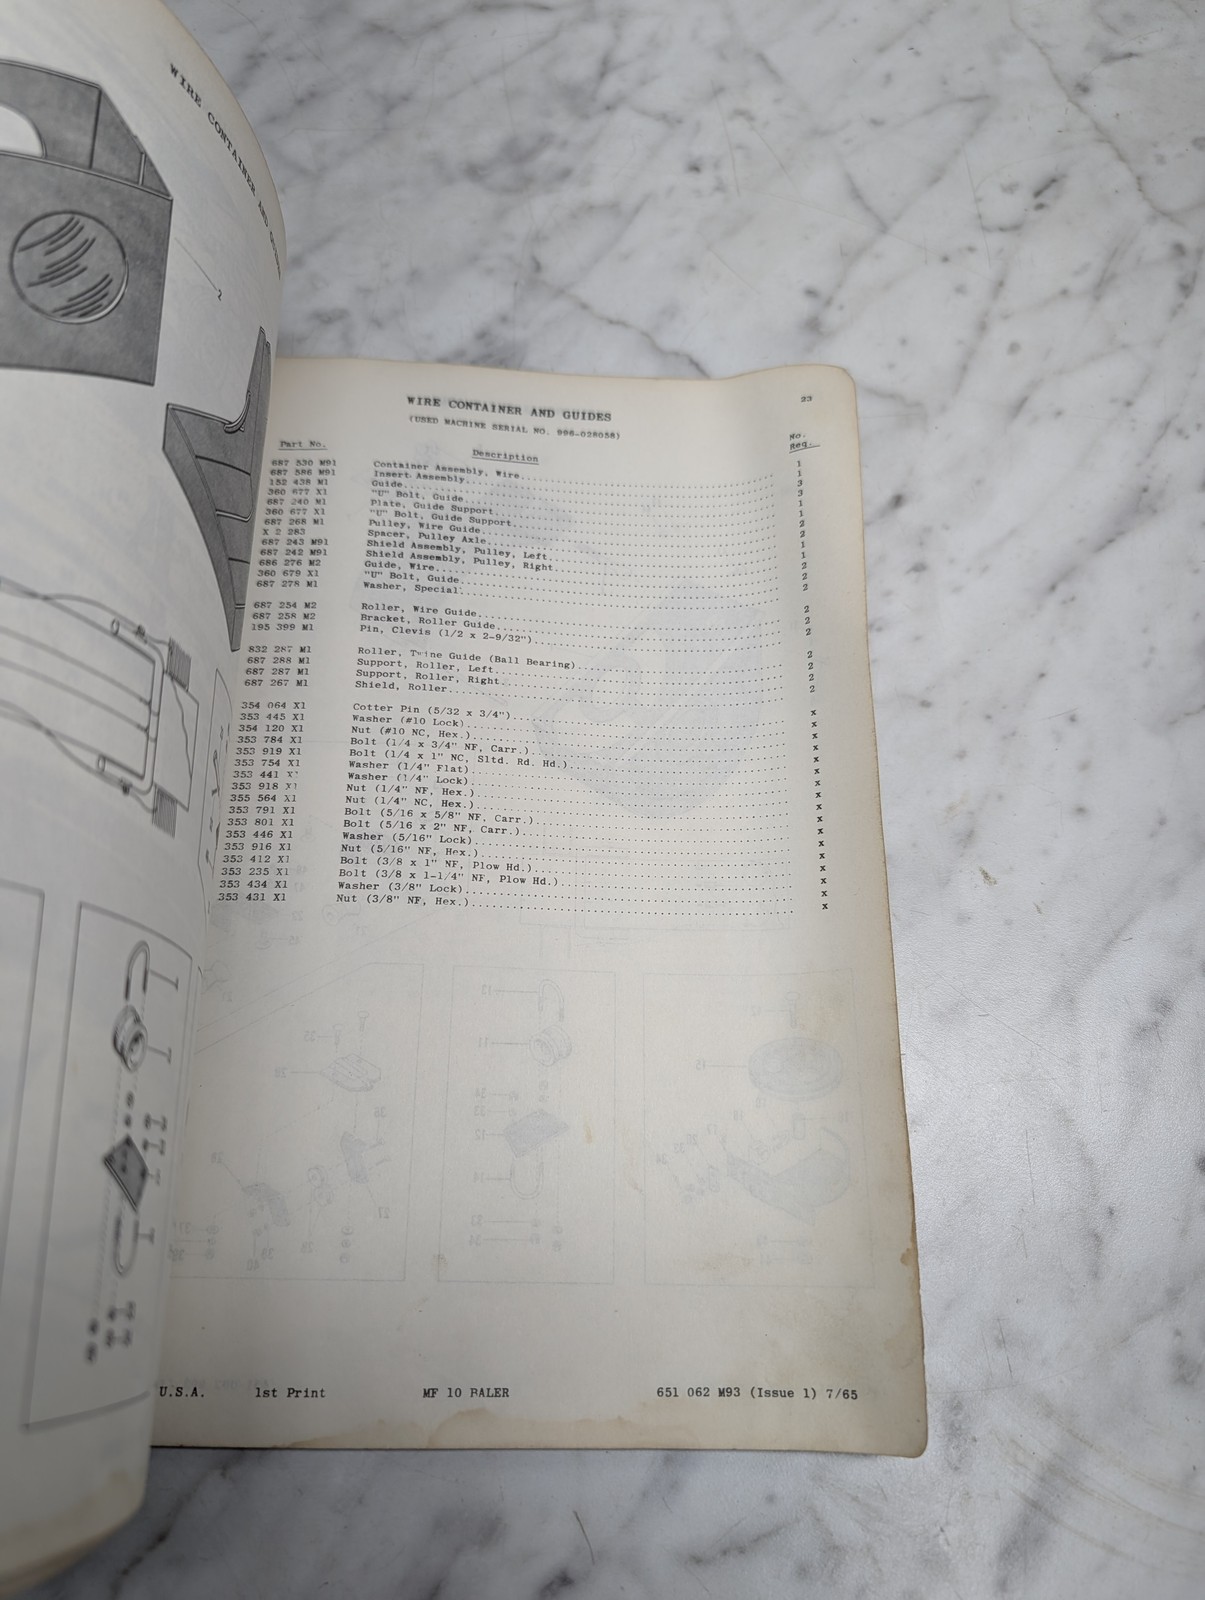 WIRE CONTAINER AND
2
WIRE CONTAINER AND GUIDES
23
(USED MACHINE SERIAL NO. 996-028058)
Part No. Description No. Req.
687 530 M91 Container Assembly, Wire 1
687 586 M91 Insert Assembly 1
152 438 M1 Guide 3
360 677 X1 "U" Bolt, Guide 3
687 240 M1 Plate, Guide Support 1
360 677 X1 "U" Bolt, Guide Support 1
687 268 M1 Pulley, Wire Guide 2
X 2 283 Spacer, Pulley Axle 2
687 243 M91 Shield Assembly, Pulley, Left 1
687 242 M91 Shield Assembly, Pulley, Right 1
686 276 M2 Guide, Wire 2
360 679 X1 "U" Bolt, Guide 2
687 278 M1 Washer, Special 2
687 254 M2 Roller, Wire Guide 2
687 258 M2 Bracket, Roller Guide 2
195 399 M1 Pin, Clevis (1/2 x 2-9/32") 2
832 287 M1 Roller, Twine Guide (Ball Bearing) 2
687 288 M1 Support, Roller, Left 2
687 287 M1 Support, Roller, Right 2
687 267 M1 Shield, Roller 2
354 064 X1 Cotter Pin (5/32 x 3/4") x
353 445 X1 Washer (#10 Lock) x
354 120 X1 Nut (#10 NC, Hex.) x
353 784 X1 Bolt (1/4 x 3/4" NF, Carr.) x
353 919 X1 Bolt (1/4 x 1" NC, Sltd. Rd. Hd.) x
353 754 X1 Washer (1/4" Flat) x
353 441 X1 Washer (1/4" Lock) x
353 918 X1 Nut (1/4" NF, Hex.) x
355 564 X1 Nut (1/4" NC, Hex.) x
353 791 X1 Bolt (5/16 x 5/8" NF, Carr.) x
353 801 X1 Bolt (5/16 x 2" NF, Carr.) x
353 446 X1 Washer (5/16" Lock) x
353 916 X1 Nut (5/16" NF, Hex.) x
353 412 X1 Bolt (3/8 x 1" NF, Plow Hd.) x
353 235 X1 Bolt (3/8 x 1-1/4" NF, Plow Hd.) x
353 434 X1 Washer (3/8" Lock) x
353 431 X1 Nut (3/8" NF, Hex.) x
U.S.A. 1st Print MF 10 BALER 651 062 M93 (Issue 1) 7/65